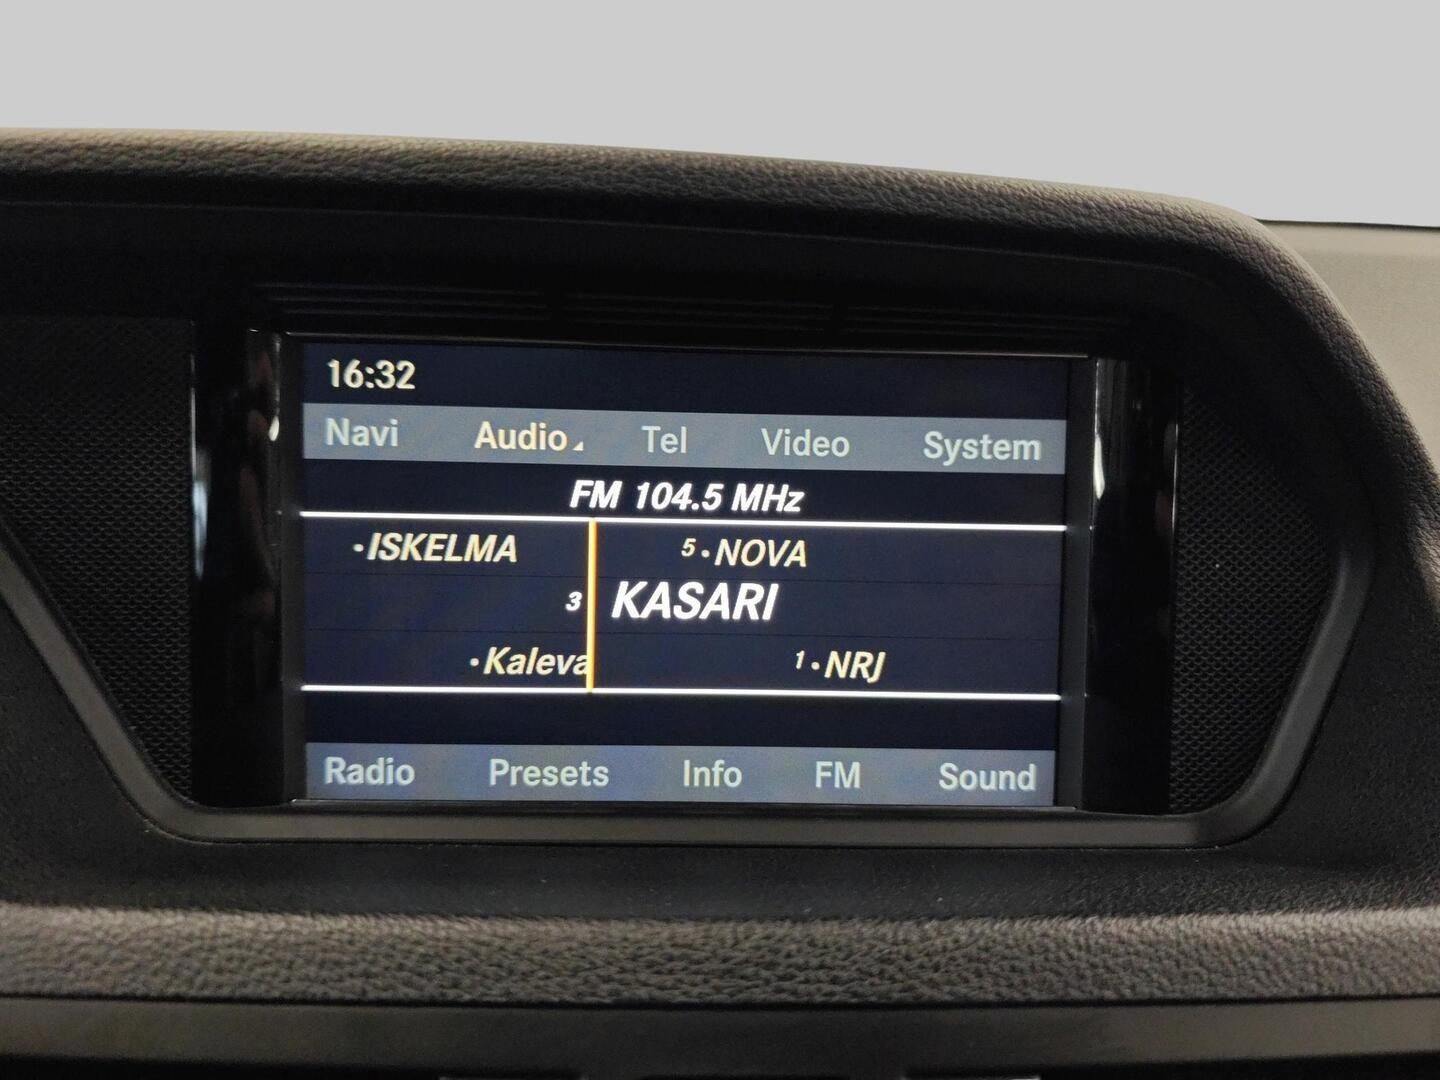 16:32
Navi Audio Tel Video System
FM 104.5 MHz
•ISKELMA 5•NOVA
3 KASARI
•Kaleva 1•NRJ
Radio Presets Info FM Sound